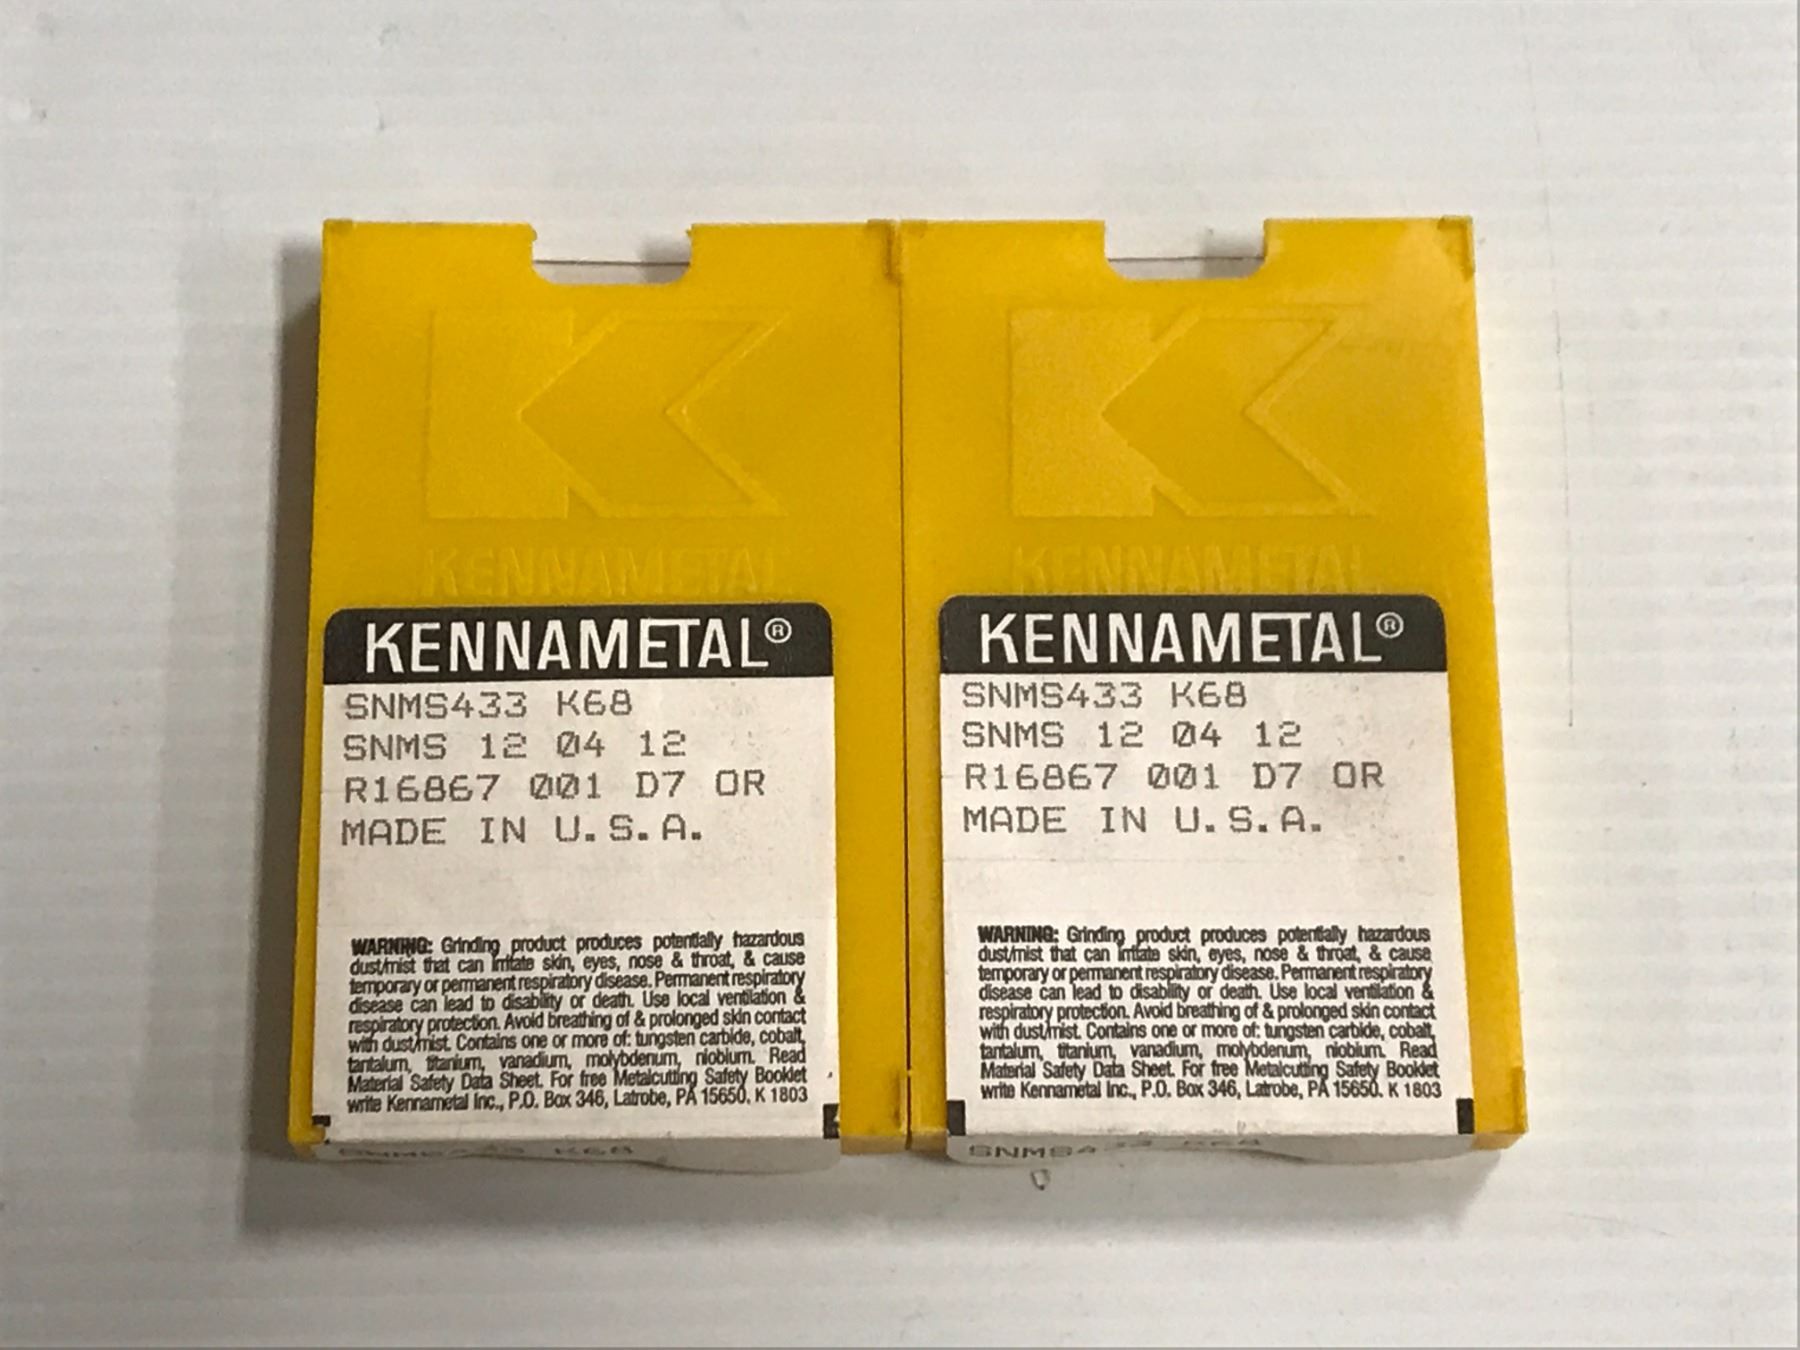 KENNAMETAL
KENNAMETAL®
SNMS433 K68
SNMS 12 04 12
R16867 001 D7 OR
MADE IN U.S.A.
WARNING: Grinding product produces potentially hazardous
dust/mist that can irritate skin, eyes, nose & throat, & cause
temporary or permanent respiratory disease. Permanent respiratory
disease can lead to disability or death. Use local ventilation &
respiratory protection. Avoid breathing of & prolonged skin contact
with dust/mist. Contains one or more of: tungsten carbide, cobalt,
tantalum, titanium, vanadium, molybdenum, niobium. Read
Material Safety Data Sheet. For free Metalcutting Safety Booklet
write Kennametal Inc., P.O. Box 346, Latrobe, PA 15650. K 1803
SNMS433 K68
KENNAMETAL
KENNAMETAL®
SNMS433 K68
SNMS 12 04 12
R16867 001 D7 OR
MADE IN U.S.A.
WARNING: Grinding product produces potentially hazardous
dust/mist that can irritate skin, eyes, nose & throat, & cause
temporary or permanent respiratory disease. Permanent respiratory
disease can lead to disability or death. Use local ventilation &
respiratory protection. Avoid breathing of & prolonged skin contact
with dust/mist. Contains one or more of: tungsten carbide, cobalt,
tantalum, titanium, vanadium, molybdenum, niobium. Read
Material Safety Data Sheet. For free Metalcutting Safety Booklet
write Kennametal Inc., P.O. Box 346, Latrobe, PA 15650. K 1803
SNMS433 K68